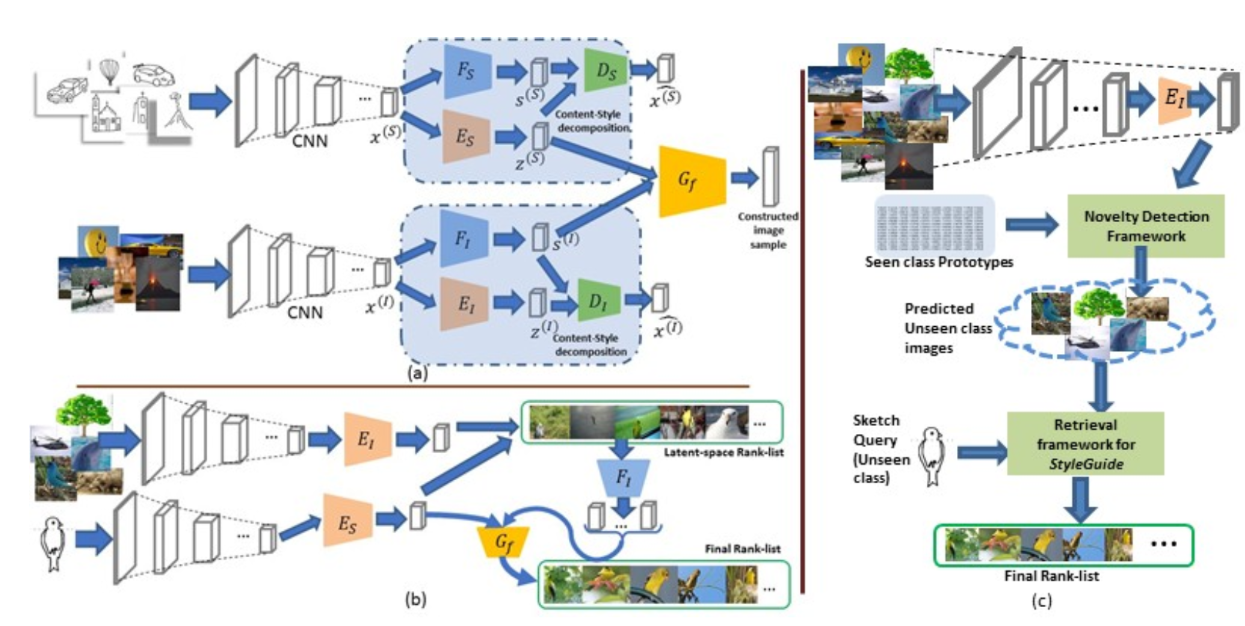 F_S
S^(S)
D_S
\widehat{x^(S)}
CNN
x^(S)
E_S
Z^(S)
Content-Style
decomposition
G_f
Constructed
image
sample
F_I
S^(I)
CNN
x^(I)
E_I
Z^(I)
D_I
\widehat{x^(I)}
Content-Style
decomposition
(a)
E_I
...
Latent-space Rank-list
F_I
...
E_S
G_f
Final Rank-list
...
(b)
E_I
Seen class Prototypes
Novelty Detection
Framework
Predicted
Unseen class
images
Sketch
Query
(Unseen
class)
Retrieval
framework for
StyleGuide
...
Final Rank-list
(c)